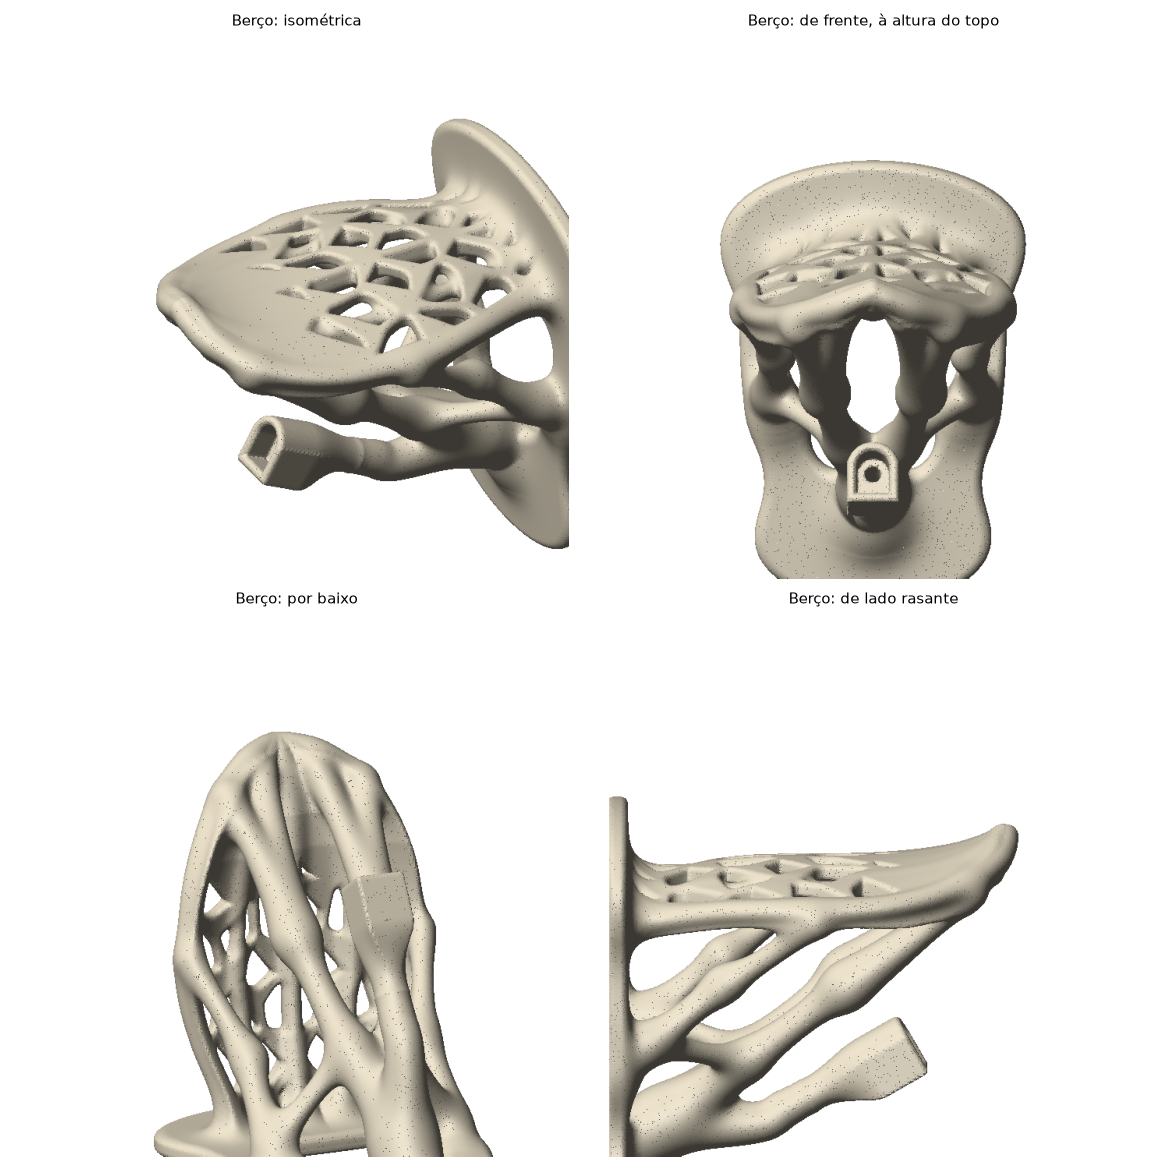 Berço: isométrica
Berço: de frente, à altura do topo
Berço: por baixo
Berço: de lado rasante